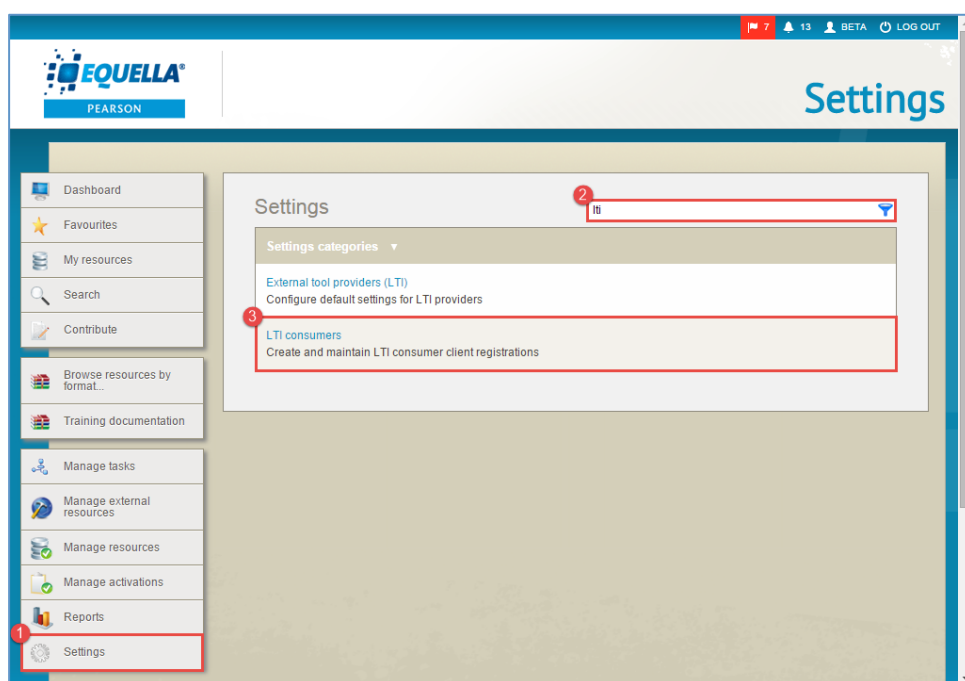 7 13 BETA LOG OUT
EQUELLA®
PEARSON
Settings
Dashboard
Favourites
My resources
Search
Contribute
Browse resources by
format...
Training documentation
Manage tasks
Manage external
resources
Manage resources
Manage activations
Reports
1
Settings
Settings
2
lti
Settings categories ▼
External tool providers (LTI)
Configure default settings for LTI providers
3
LTI consumers
Create and maintain LTI consumer client registrations